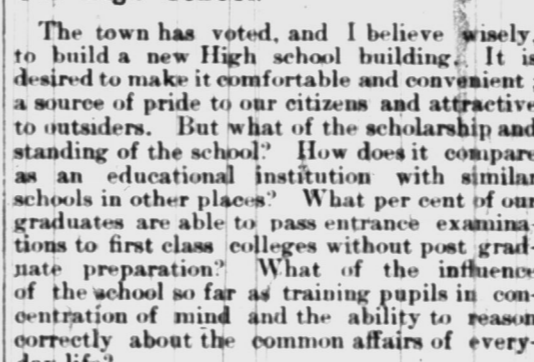 The town has voted, and I believe wisely,
to build a new High school building. It is
desired to make it comfortable and convenient ;
a source of pride to our citizens and attractive
to outsiders. But what of the scholarship and
standing of the school? How does it compare
as an educational institution with similar
schools in other places? What per cent of our
graduates are able to pass entrance examina-
tions to first class colleges without post grad-
uate preparation? What of the influence
of the school so far as training pupils in con-
centration of mind and the ability to reason
correctly about the common affairs of every-
day life?